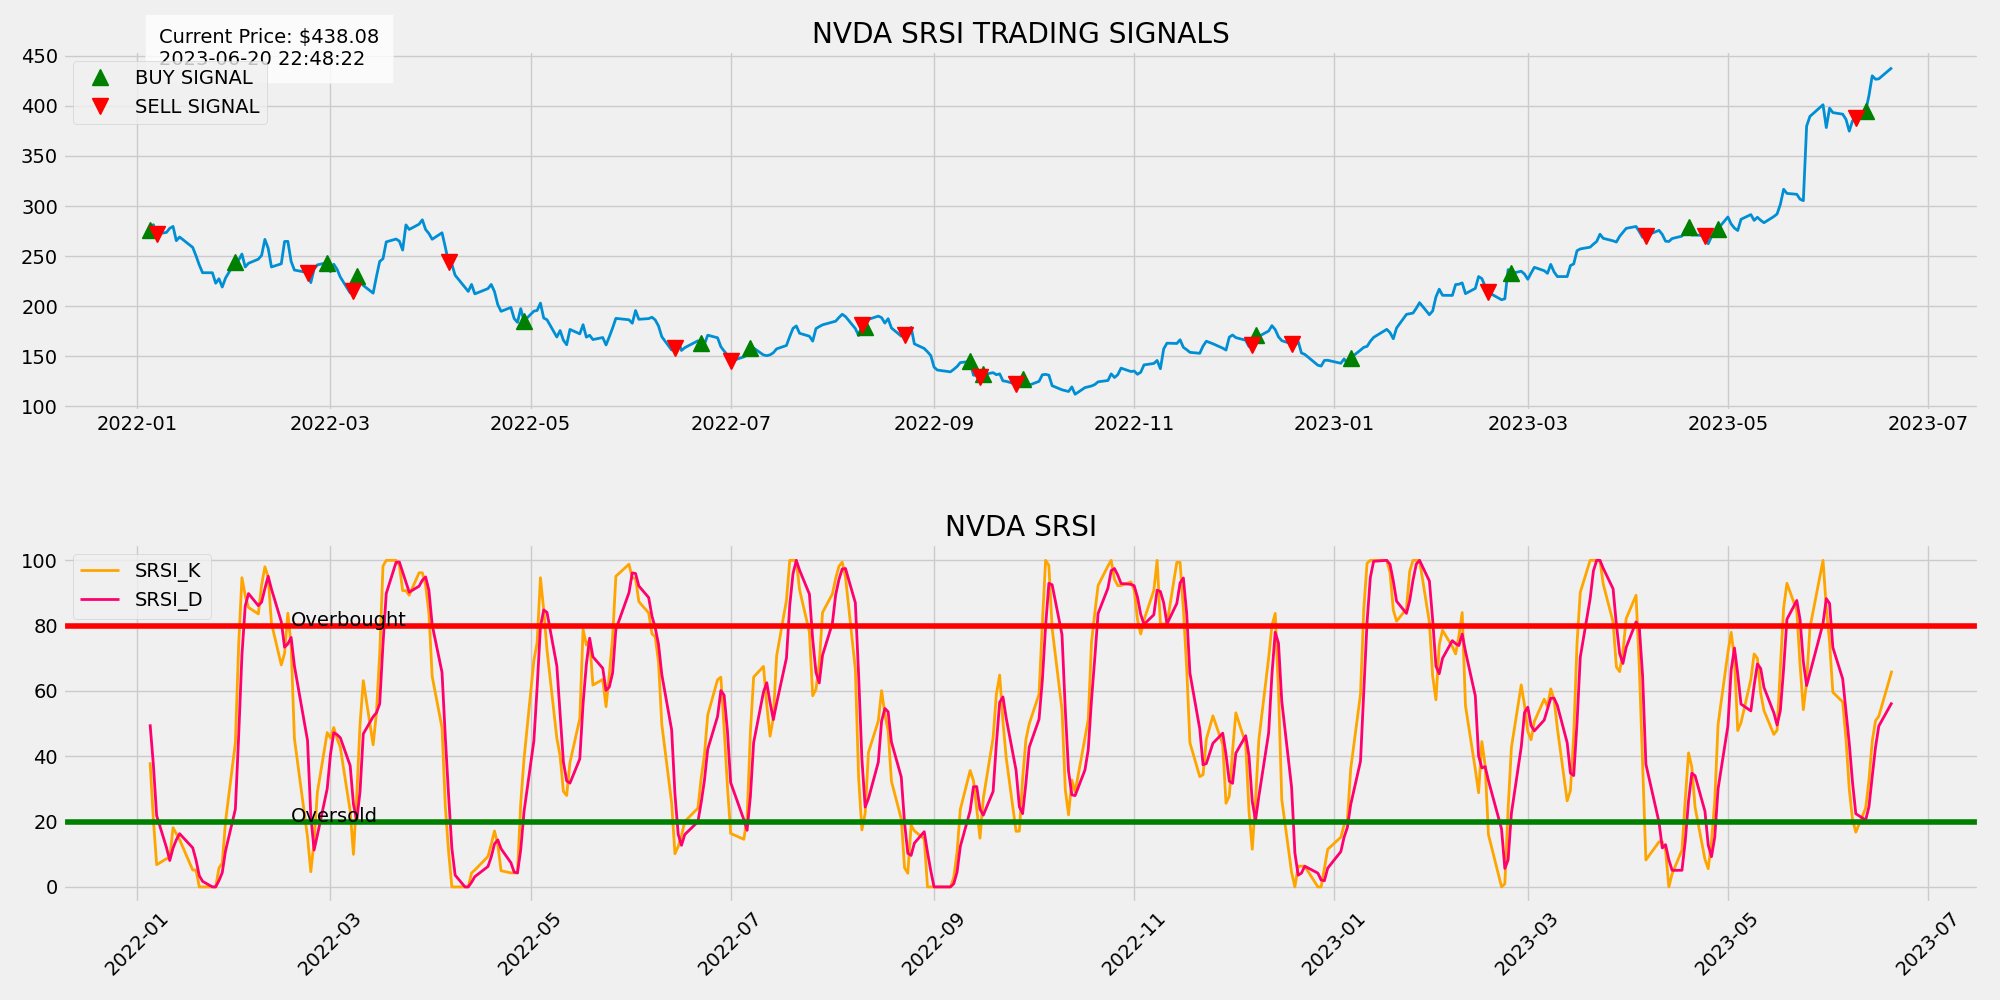 NVDA SRSI TRADING SIGNALS
Current Price: $438.08
2023-06-20 22:48:22
BUY SIGNAL
SELL SIGNAL
450
400
350
300
250
200
150
100
2022-01 2022-03 2022-05 2022-07 2022-09 2022-11 2023-01 2023-03 2023-05 2023-07
NVDA SRSI
SRSI_K
SRSI_D
100
80
60
40
20
0
Overbought
Oversold
2022-01 2022-03 2022-05 2022-07 2022-09 2022-11 2023-01 2023-03 2023-05 2023-07